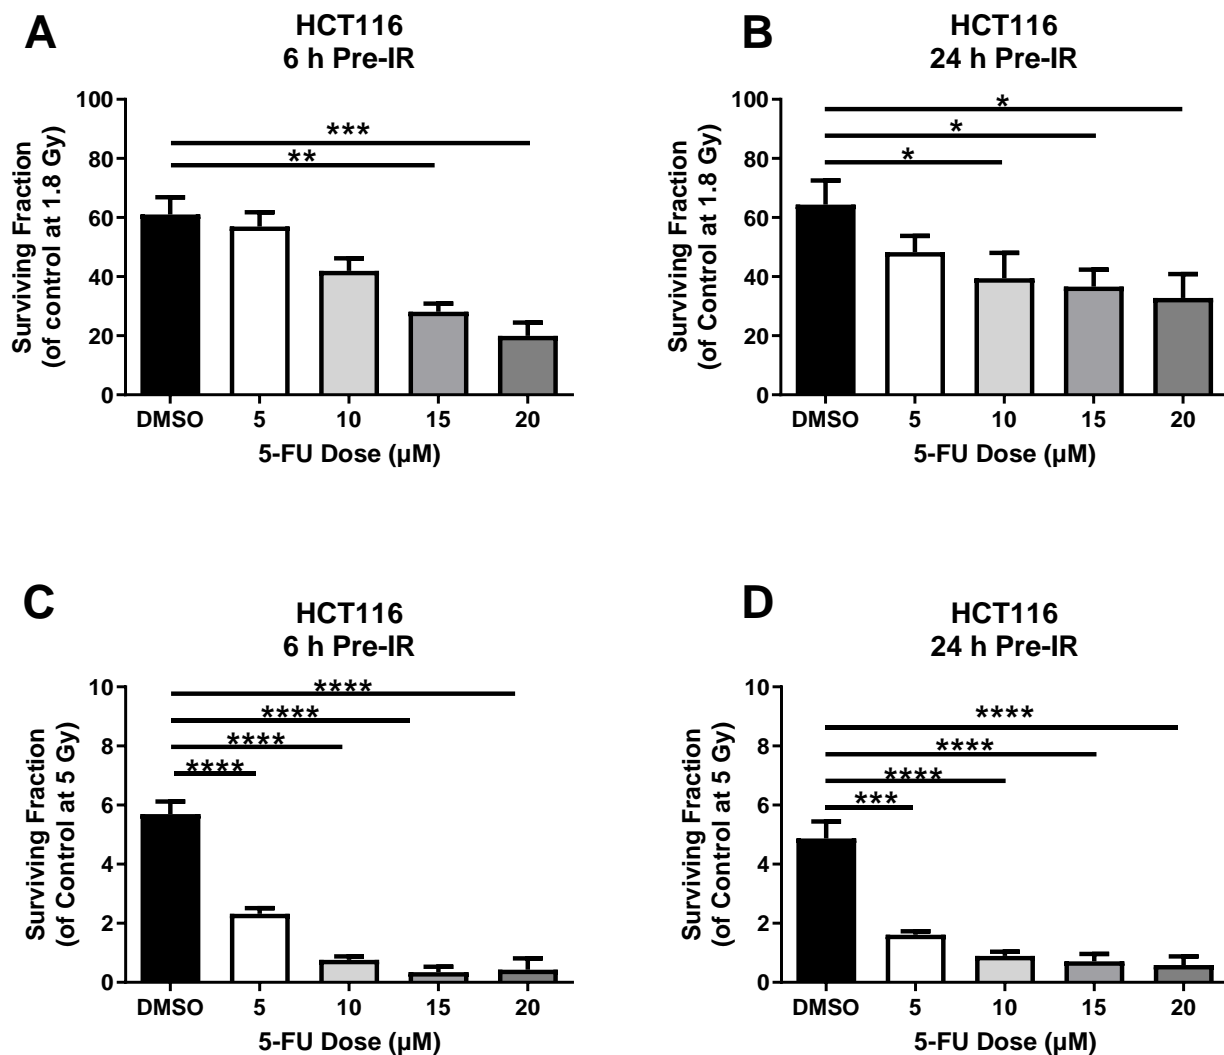 A
HCT116
6 h Pre-IR
Surviving Fraction
(of control at 1.8 Gy)
100
80
60
40
20
0
***
**
DMSO 5 10 15 20
5-FU Dose (µM)
B
HCT116
24 h Pre-IR
Surviving Fraction
(of Control at 1.8 Gy)
100
80
60
40
20
0
*
*
*
DMSO 5 10 15 20
5-FU Dose (µM)
C
HCT116
6 h Pre-IR
Surviving Fraction
(of Control at 5 Gy)
10
8
6
4
2
0
****
****
****
****
DMSO 5 10 15 20
5-FU Dose (µM)
D
HCT116
24 h Pre-IR
Surviving Fraction
(of Control at 5 Gy)
10
8
6
4
2
0
****
****
****
***
DMSO 5 10 15 20
5-FU Dose (µM)